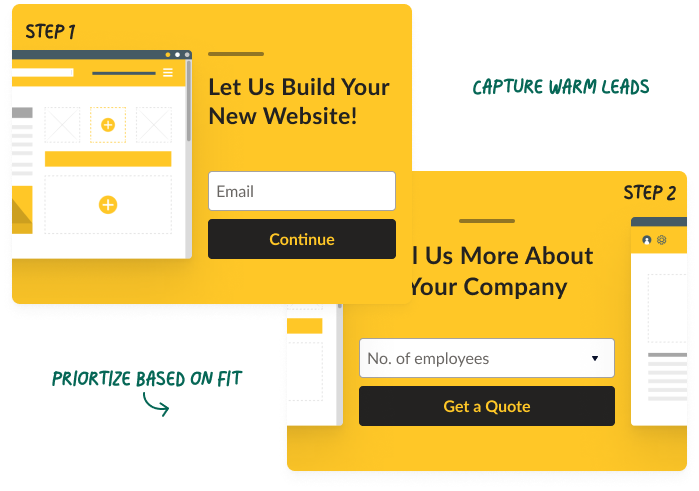 STEP 1
Let Us Build Your
New Website!
Email
Continue
CAPTURE WARM LEADS
STEP 2
l Us More About
Your Company
No. of employees
Get a Quote
PRIORTIZE BASED ON FIT